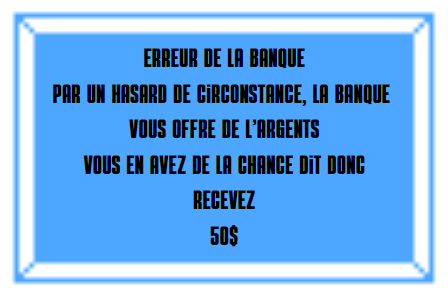 ERREUR DE LA BANQUE
PAR UN HASARD DE CiRCONSTANCE, LA BANQUE
VOUS OFFRE DE L'ARGENTS
VOUS EN AVEZ DE LA CHANCE DiT DONC
RECEVEZ
50$